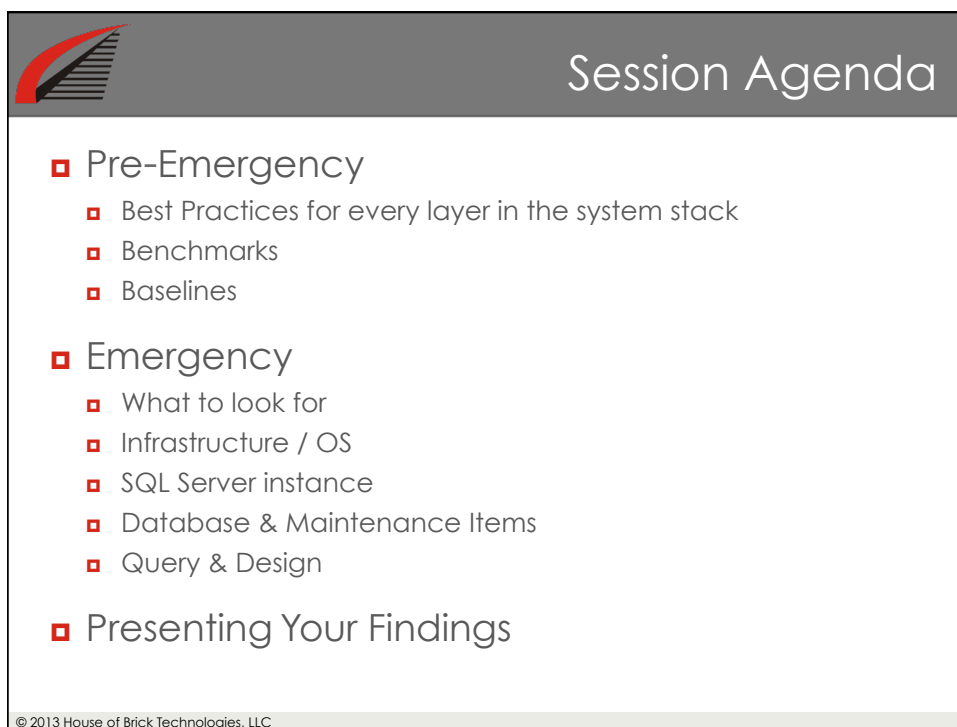 Session Agenda
Pre-Emergency
Best Practices for every layer in the system stack
Benchmarks
Baselines
Emergency
What to look for
Infrastructure / OS
SQL Server instance
Database & Maintenance Items
Query & Design
Presenting Your Findings
© 2013 House of Brick Technologies, LLC